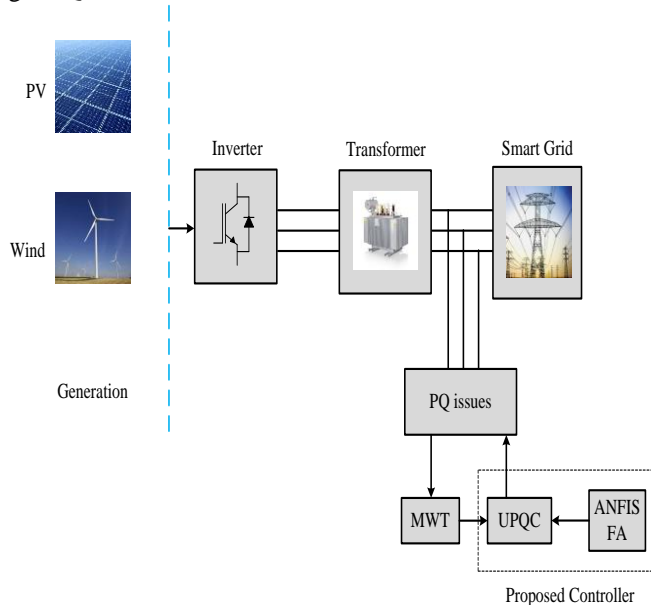 PV
Inverter
Transformer
Smart Grid
Wind
Generation
PQ issues
MWT
UPQC
ANFIS
FA
Proposed Controller